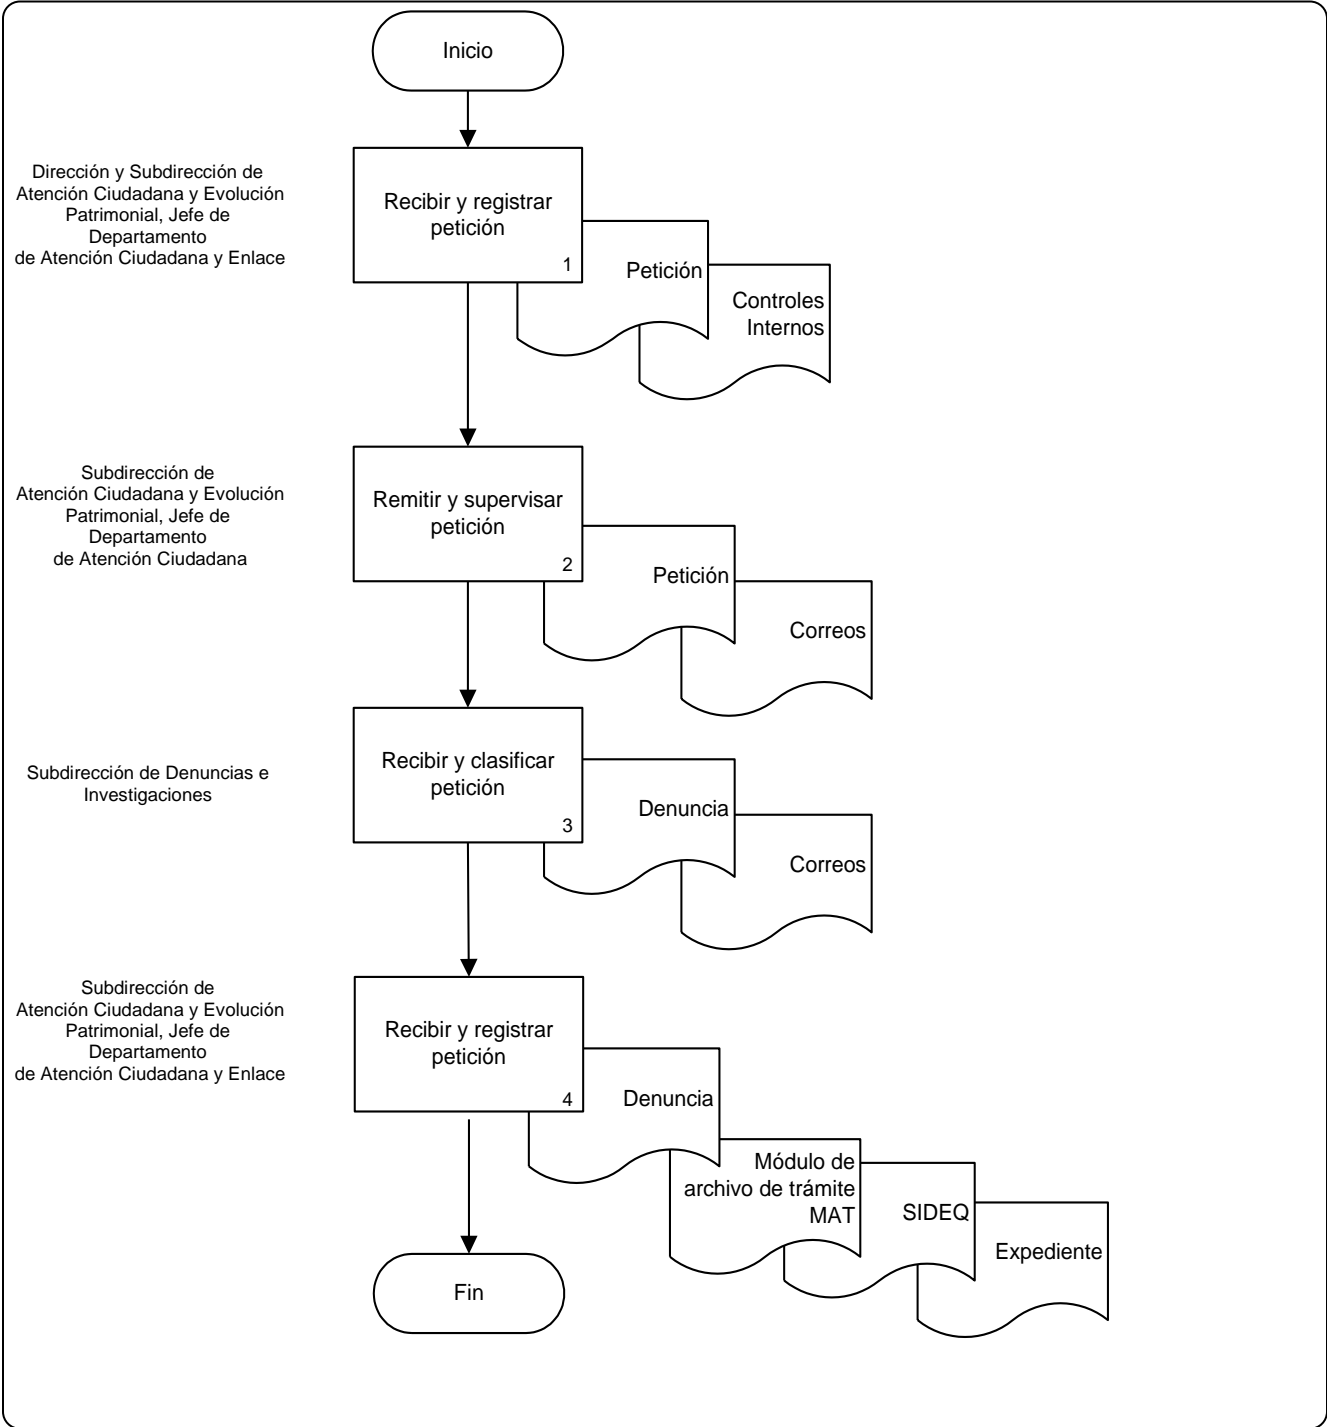 Inicio
Dirección y Subdirección de
Atención Ciudadana y Evolución
Patrimonial, Jefe de
Departamento
de Atención Ciudadana y Enlace
Recibir y registrar
petición
1
Petición
Controles
Internos
Subdirección de
Atención Ciudadana y Evolución
Patrimonial, Jefe de
Departamento
de Atención Ciudadana
Remitir y supervisar
petición
2
Petición
Correos
Subdirección de Denuncias e
Investigaciones
Recibir y clasificar
petición
3
Denuncia
Correos
Subdirección de
Atención Ciudadana y Evolución
Patrimonial, Jefe de
Departamento
de Atención Ciudadana y Enlace
Recibir y registrar
petición
4
Denuncia
Módulo de
archivo de trámite
MAT
SIDEQ
Expediente
Fin